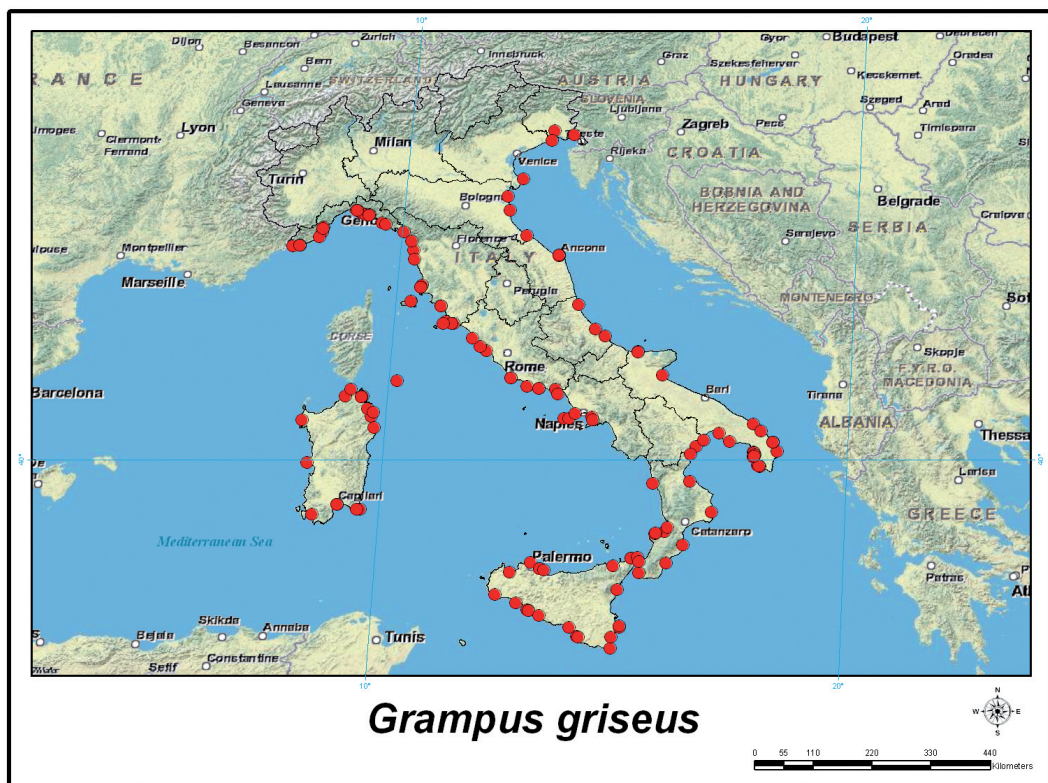 10°
20°
Dijon
Besancon
Zurich
Bern
Innsbruck
Graz
Gyor
Budapest
Debrecen
Oradea
RANCE
Lausanne
SWITZERLAND
AUSTRIA
Szekesfehervar
HUNGARY
Kecskemet
Geneva
SLOVENIA
Ljubljana
Szeged
Arad
Limoges
Clermont-
Ferrand
Lyon
Milan
Zagreb
Pecs
Timisoara
Venice
Rijeka
CROATIA
Turin
Bologna
BOSNIA AND
HERZEGOVINA
Belgrade
SERBIA
Craiova
Montpellier
Florence
ITALY
Ancona
Sarajevo
Marseille
Perugia
MONTENEGRO
CORSE
Rome
Skopje
F.Y.R.O.
MACEDONIA
Barcelona
Bari
Tirana
ALBANIA
Naples
Thessa
40°
40°
Larisa
Cagliari
GREECE
Catanzaro
Mediterranean Sea
Palermo
Patras
Skikda
Annaba
Bejaia
Tunis
Setif
Constantine
10°
20°
Grampus griseus
N
W
E
S
0 55 110 220 330 440
Kilometers